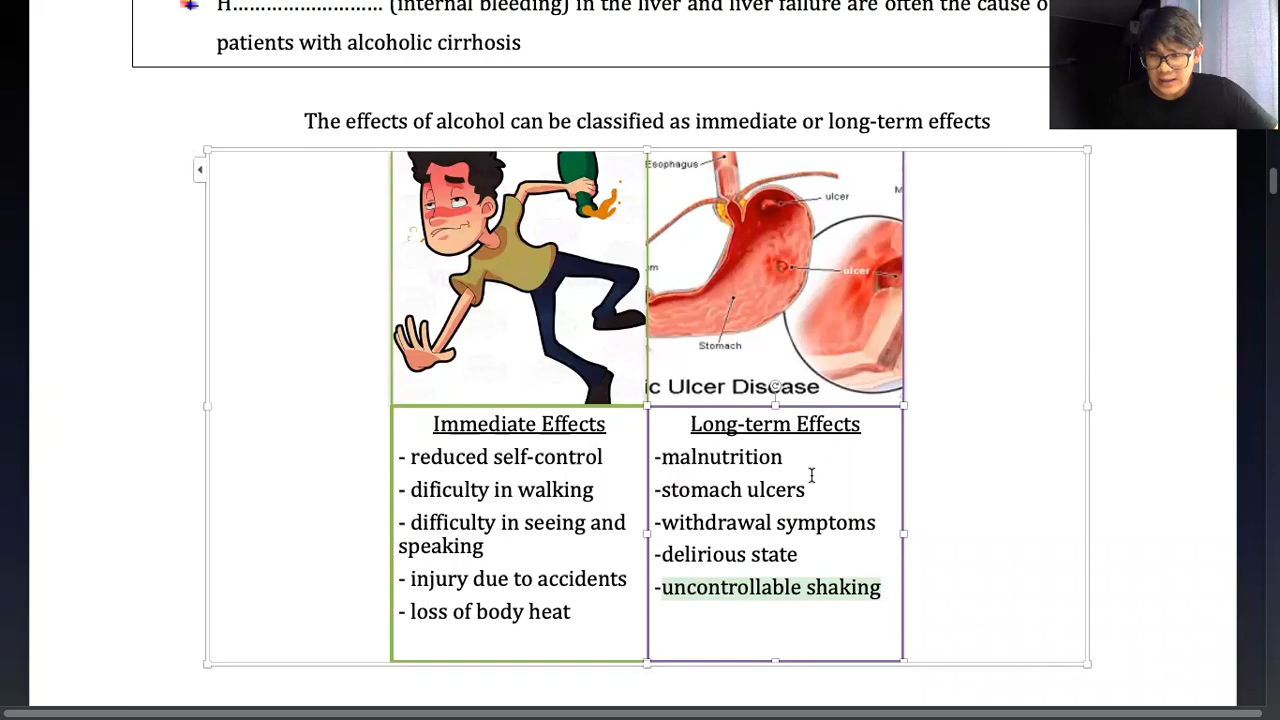 H........................... (internal bleeding) in the liver and liver failure are often the cause o
patients with alcoholic cirrhosis
The effects of alcohol can be classified as immediate or long-term effects
Esophagus
ulcer
M
m
ulcer
Stomach
ic Ulcer Disease
Immediate Effects
- reduced self-control
- dificulty in walking
- difficulty in seeing and
speaking
- injury due to accidents
- loss of body heat
Long-term Effects
-malnutrition
-stomach ulcers
-withdrawal symptoms
-delirious state
-uncontrollable shaking